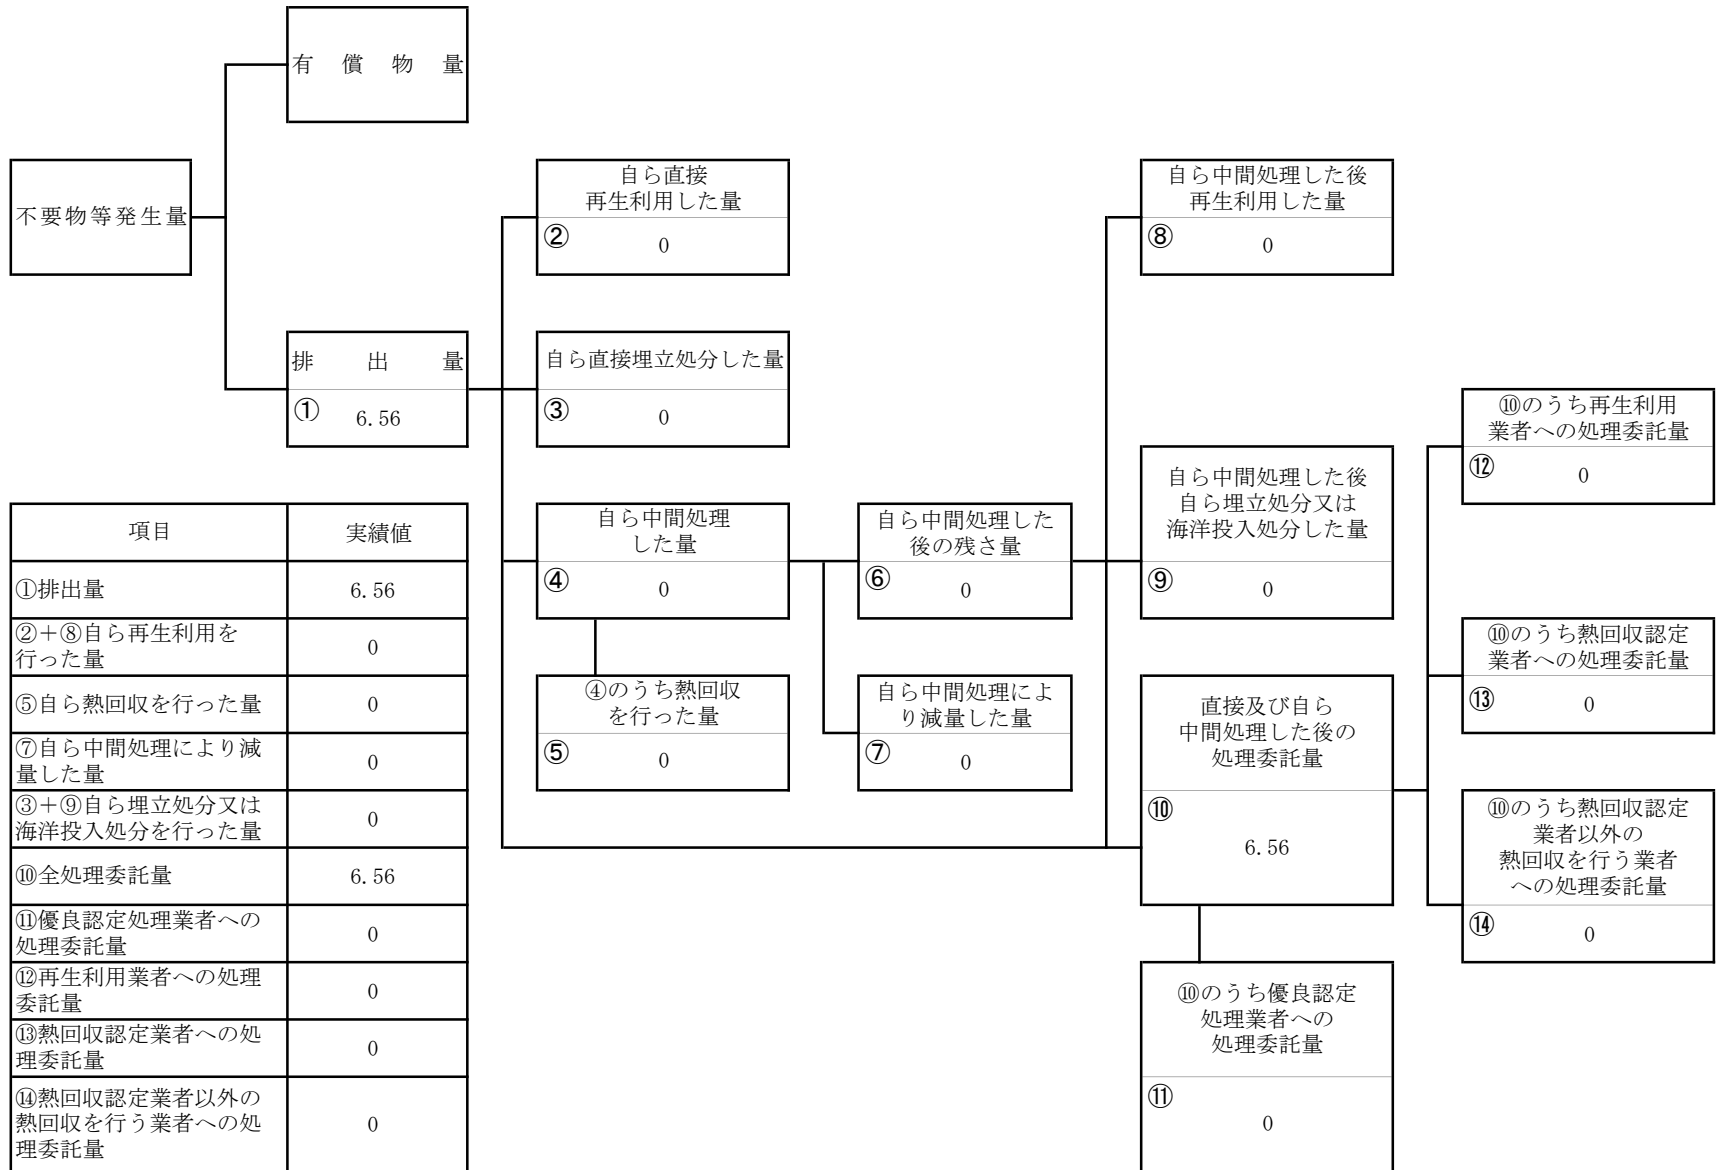 有償物量
不要物等発生量
排出量
① 6.56
自ら直接
再生利用した量
② 0
自ら直接埋立処分した量
③ 0
自ら中間処理
した量
④ 0
④のうち熱回収
を行った量
⑤ 0
自ら中間処理した
後の残さ量
⑥ 0
自ら中間処理によ
り減量した量
⑦ 0
自ら中間処理した後
再生利用した量
⑧ 0
自ら中間処理した後
自ら埋立処分又は
海洋投入処分した量
⑨ 0
直接及び自ら
中間処理した後の
処理委託量
⑩
6.56
⑩のうち優良認定
処理業者への
処理委託量
⑪
0
⑩のうち再生利用
業者への処理委託量
⑫ 0
⑩のうち熱回収認定
業者への処理委託量
⑬ 0
⑩のうち熱回収認定
業者以外の
熱回収を行う業者
への処理委託量
⑭ 0
項目 実績値
①排出量 6.56
②+⑧自ら再生利用を
行った量 0
⑤自ら熱回収を行った量 0
⑦自ら中間処理により減
量した量 0
③+⑨自ら埋立処分又は
海洋投入処分を行った量 0
⑩全処理委託量 6.56
⑪優良認定処理業者への
処理委託量 0
⑫再生利用業者への処理
委託量 0
⑬熱回収認定業者への処
理委託量 0
⑭熱回収認定業者以外の
熱回収を行う業者への処
理委託量 0